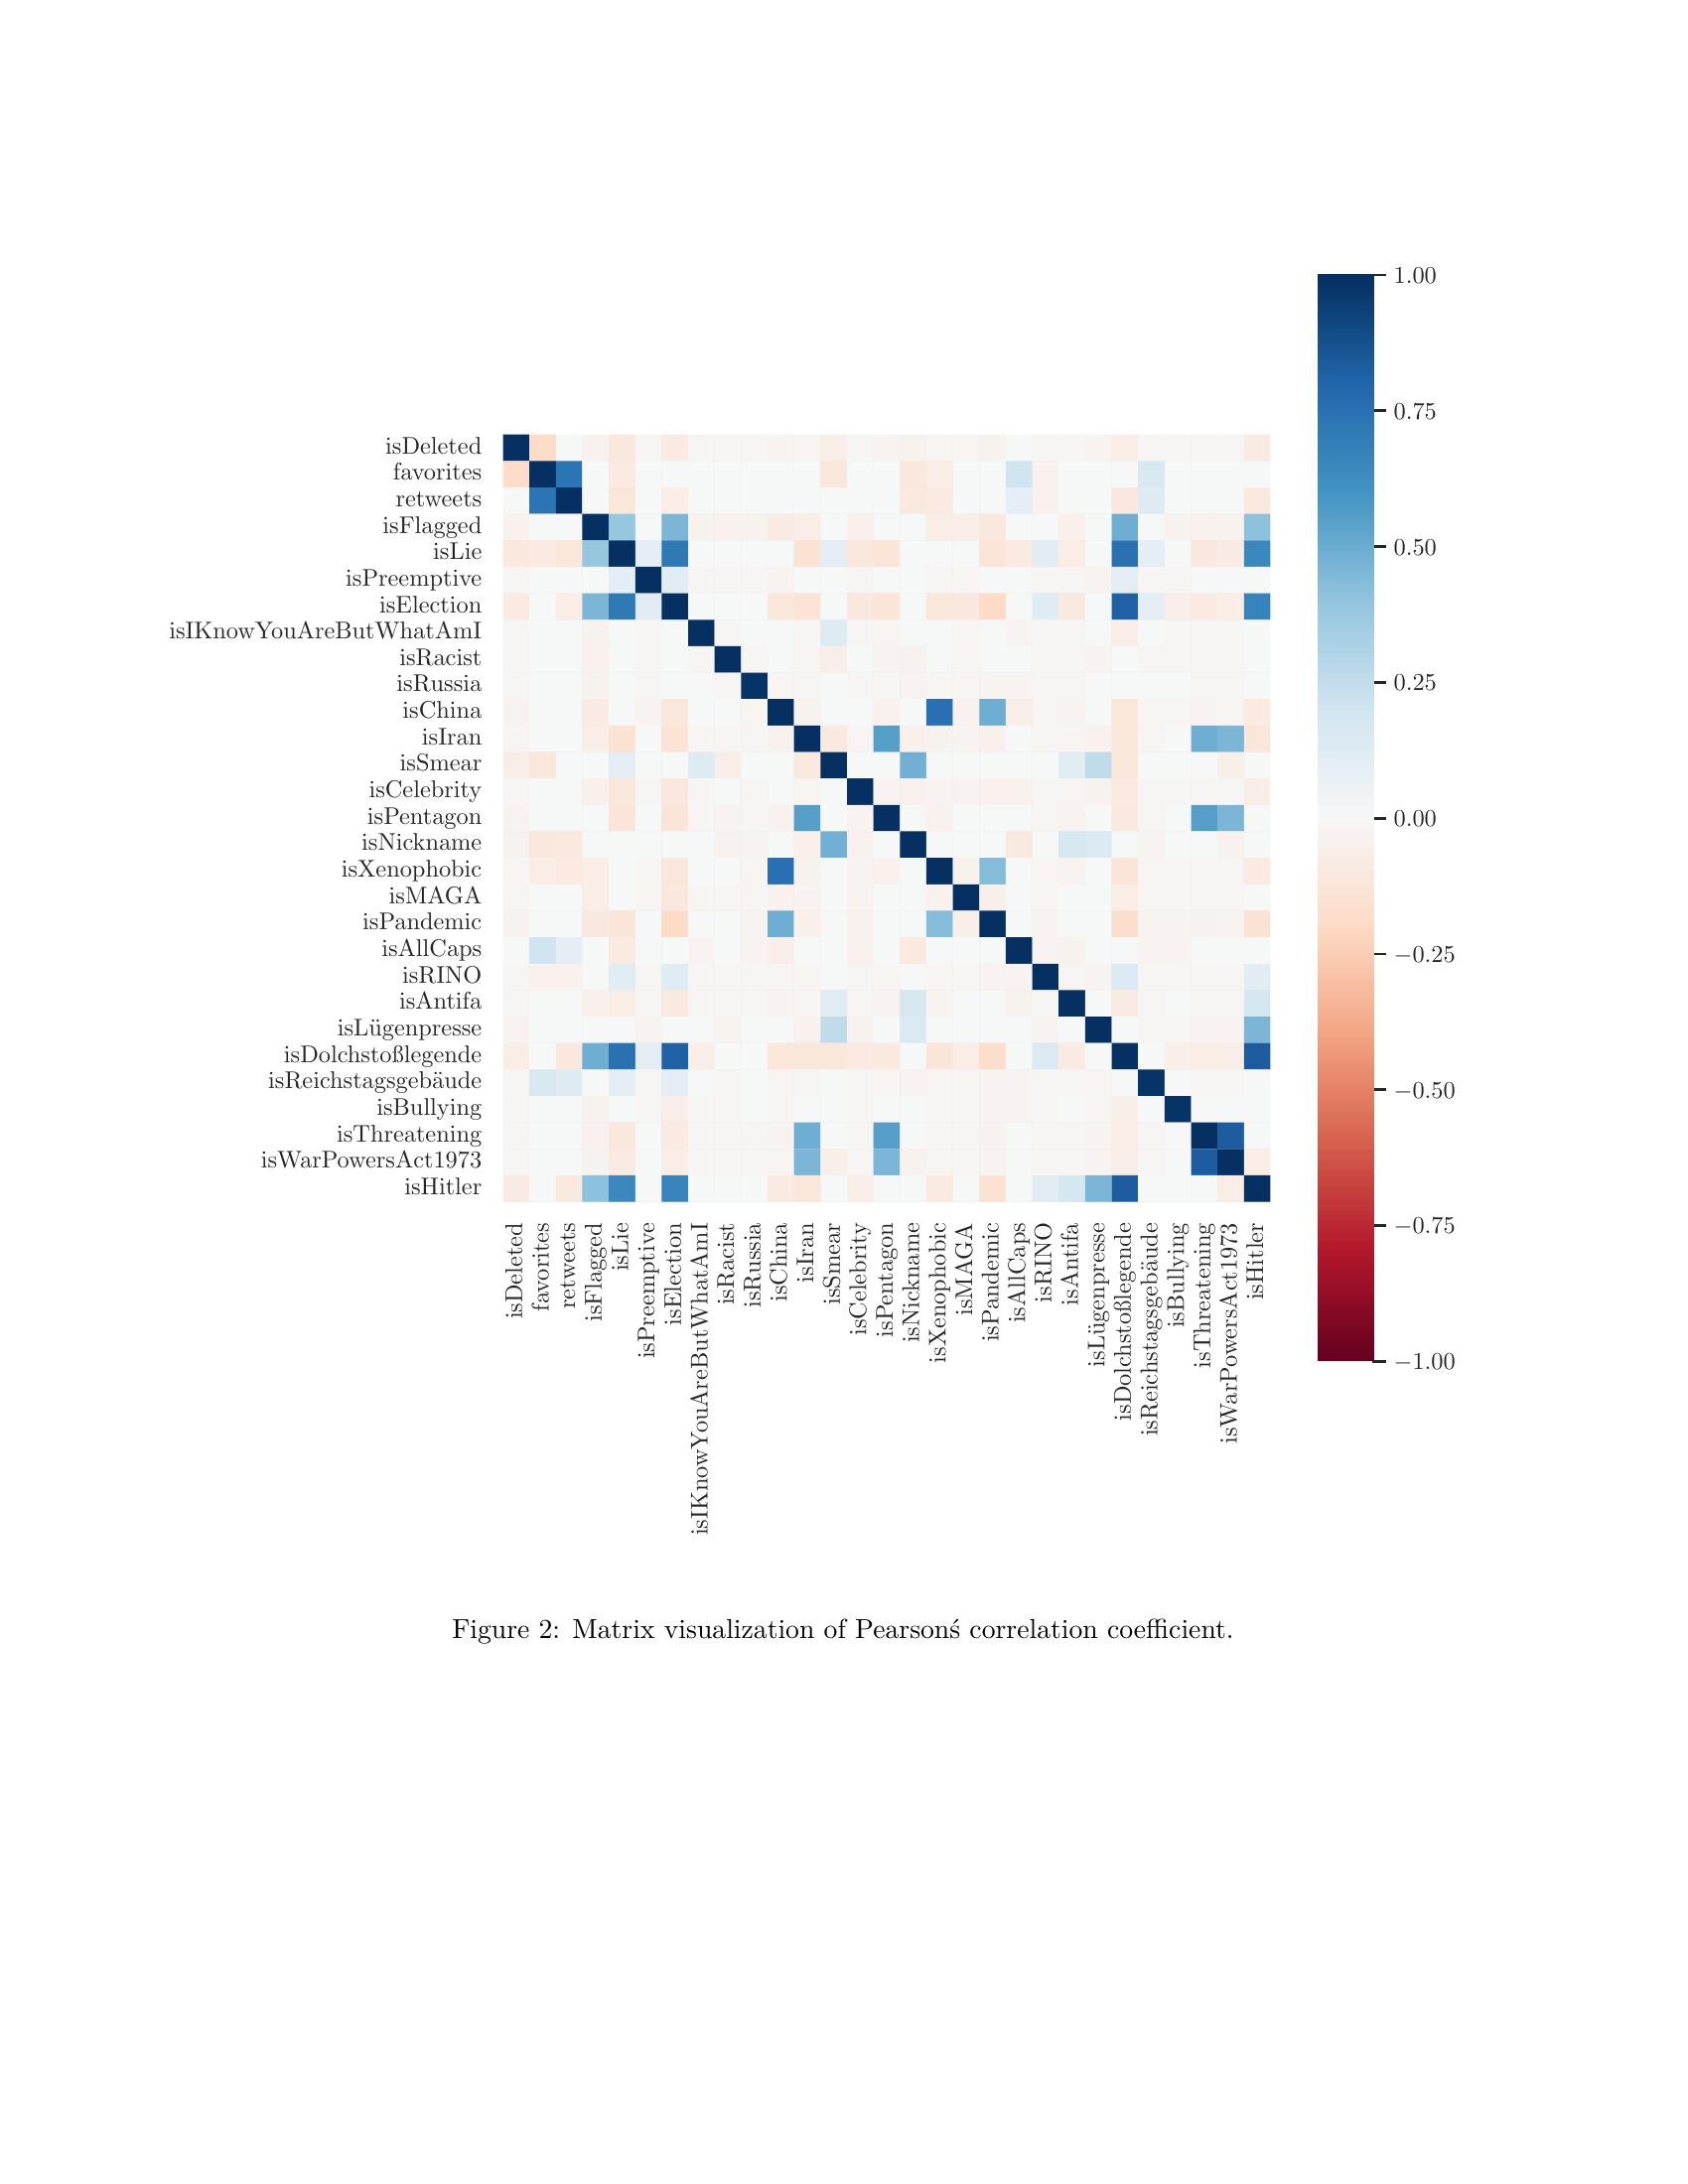 1.00
0.75
0.50
0.25
0.00
−0.25
−0.50
−0.75
−1.00
isDeleted
favorites
retweets
isFlagged
isLie
isPreemptive
isElection
isIKnowYouAreButWhatAmI
isRacist
isRussia
isChina
isIran
isSmear
isCelebrity
isPentagon
isNickname
isXenophobic
isMAGA
isPandemic
isAllCaps
isRINO
isAntifa
isLügenpresse
isDolchstoßlegende
isReichstagsgebäude
isBullying
isThreatening
isWarPowersAct1973
isHitler
isDeleted
favorites
retweets
isFlagged
isLie
isPreemptive
isElection
isIKnowYouAreButWhatAmI
isRacist
isRussia
isChina
isIran
isSmear
isCelebrity
isPentagon
isNickname
isXenophobic
isMAGA
isPandemic
isAllCaps
isRINO
isAntifa
isLügenpresse
isDolchstoßlegende
isReichstagsgebäude
isBullying
isThreatening
isWarPowersAct1973
isHitler
Figure 2: Matrix visualization of Pearsonś correlation coefficient.